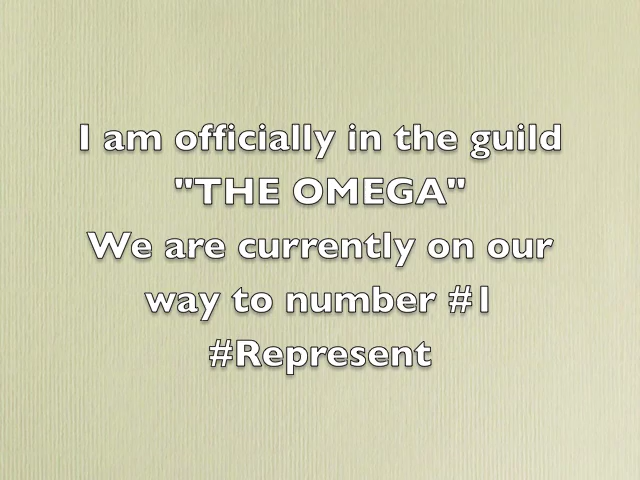 I am officially in the guild
"THE OMEGA"
We are currently on our
way to number #1
#Represent